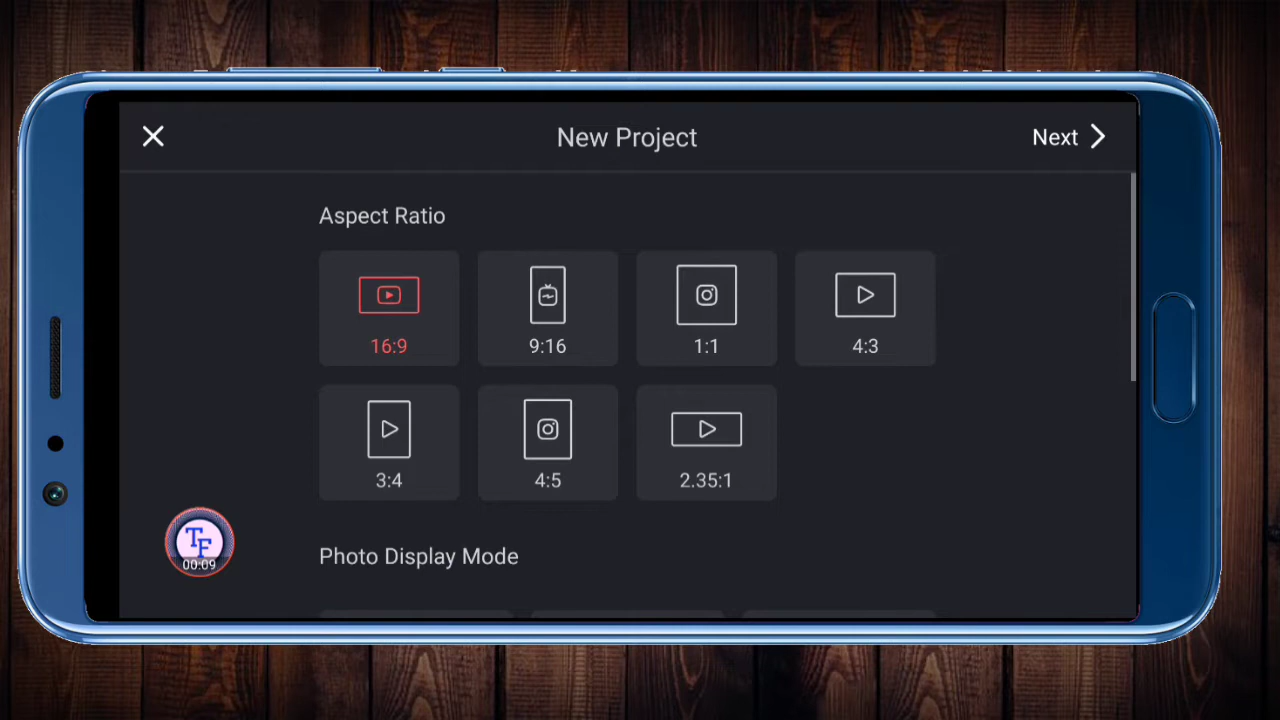 New Project
Next
Aspect Ratio
16:9
9:16
1:1
4:3
3:4
4:5
2.35:1
TF
00:09
Photo Display Mode